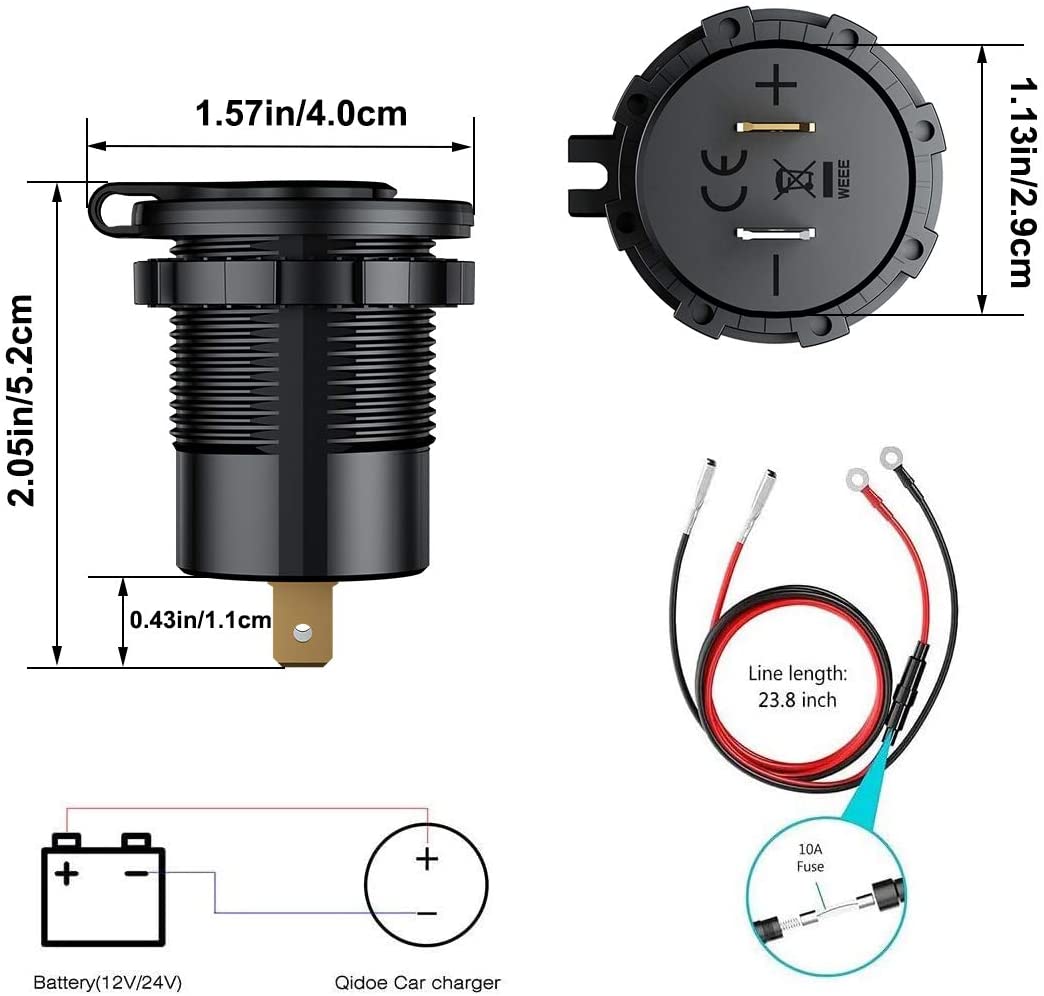 1.57in/4.0cm
2.05in/5.2cm
0.43in/1.1cm
+
CE
WEEE
−
1.13in/2.9cm
Line length:
23.8 inch
10A
Fuse
+ −
+
−
Battery(12V/24V)
Qidoe Car charger